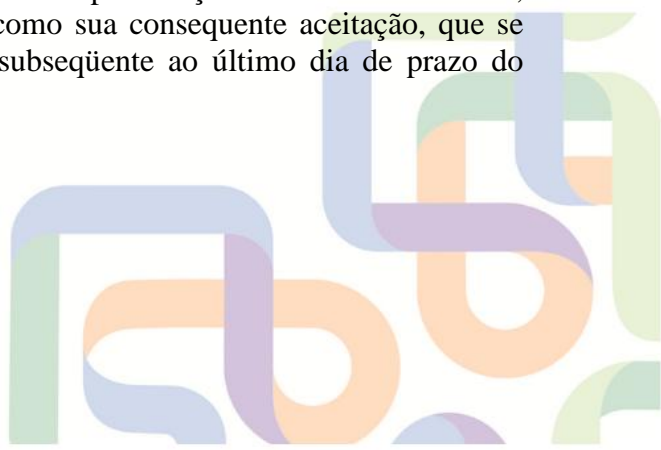 como sua consequente aceitação, que se
subseqüente ao último dia de prazo do